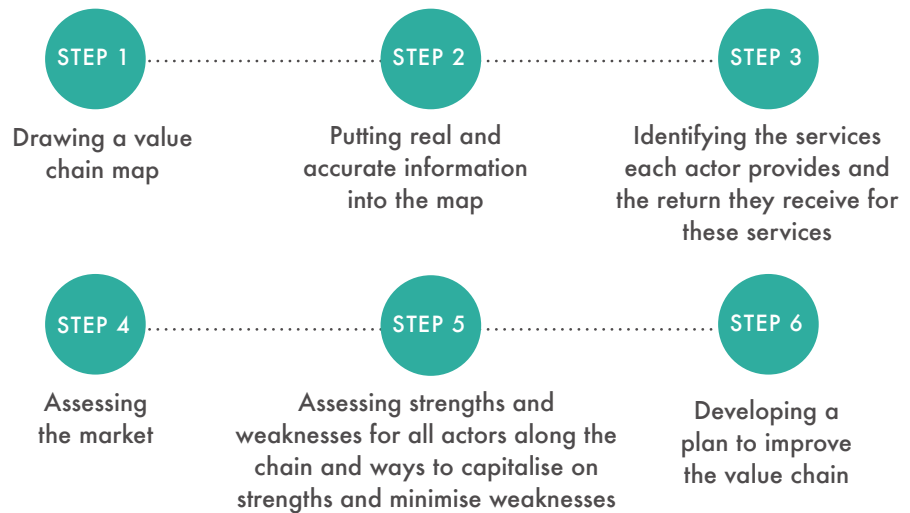 STEP 1
STEP 2
STEP 3
Drawing a value
chain map
Putting real and
accurate information
into the map
Identifying the services
each actor provides and
the return they receive for
these services
STEP 4
STEP 5
STEP 6
Assessing
the market
Assessing strengths and
weaknesses for all actors along the
chain and ways to capitalise on
strengths and minimise weaknesses
Developing a
plan to improve
the value chain